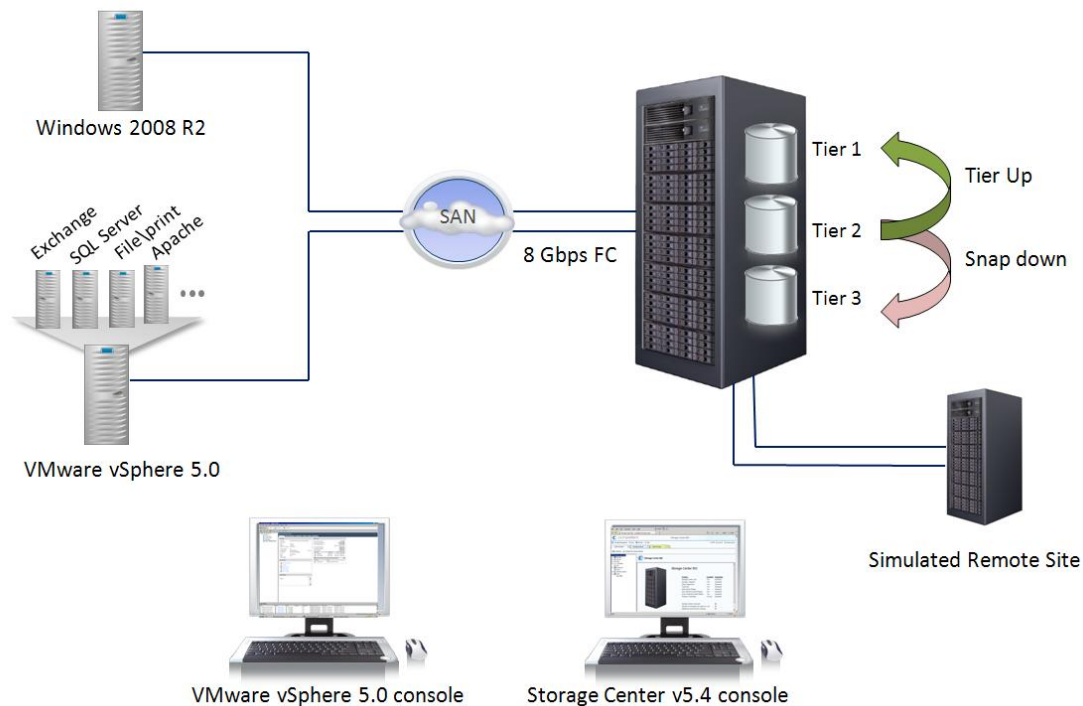 Windows 2008 R2
Exchange
SQL Server
File\print
Apache
VMware vSphere 5.0
SAN
8 Gbps FC
Tier 1
Tier 2
Tier 3
Tier Up
Snap down
Simulated Remote Site
VMware vSphere 5.0 console
Storage Center v5.4 console